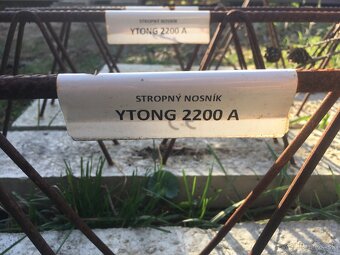 STROPNÝ NOSNÍK
YTONG 2200 A
STROPNÝ NOSNÍK
YTONG 2200 A